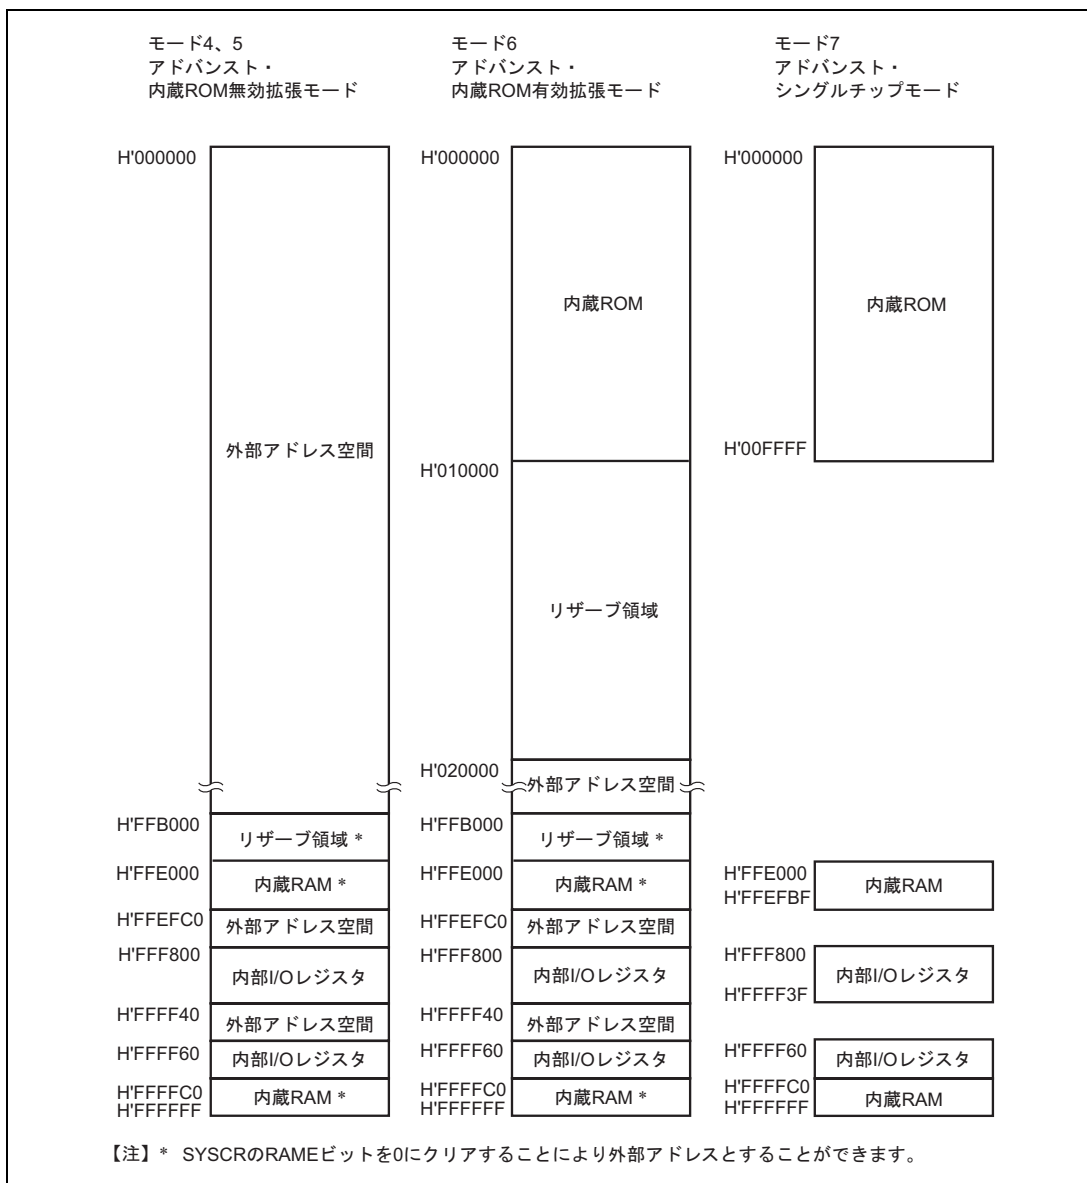 モード4、5
アドバンスト・
内蔵ROM無効拡張モード
H'000000
外部アドレス空間
H'FFB000
リザーブ領域 *
H'FFE000
内蔵RAM *
H'FFEFC0
外部アドレス空間
H'FFF800
内部I/Oレジスタ
H'FFFF40
外部アドレス空間
H'FFFF60
内部I/Oレジスタ
H'FFFFC0
内蔵RAM *
H'FFFFFF
モード6
アドバンスト・
内蔵ROM有効拡張モード
H'000000
内蔵ROM
H'010000
リザーブ領域
H'020000
外部アドレス空間
H'FFB000
リザーブ領域 *
H'FFE000
内蔵RAM *
H'FFEFC0
外部アドレス空間
H'FFF800
内部I/Oレジスタ
H'FFFF40
外部アドレス空間
H'FFFF60
内部I/Oレジスタ
H'FFFFC0
内蔵RAM *
H'FFFFFF
モード7
アドバンスト・
シングルチップモード
H'000000
内蔵ROM
H'00FFFF
H'FFE000
内蔵RAM
H'FFEFBF
H'FFF800
内部I/Oレジスタ
H'FFFF3F
H'FFFF60
内部I/Oレジスタ
H'FFFFC0
内蔵RAM
H'FFFFFF
【注】* SYSCRのRAMEビットを0にクリアすることにより外部アドレスとすることができます。